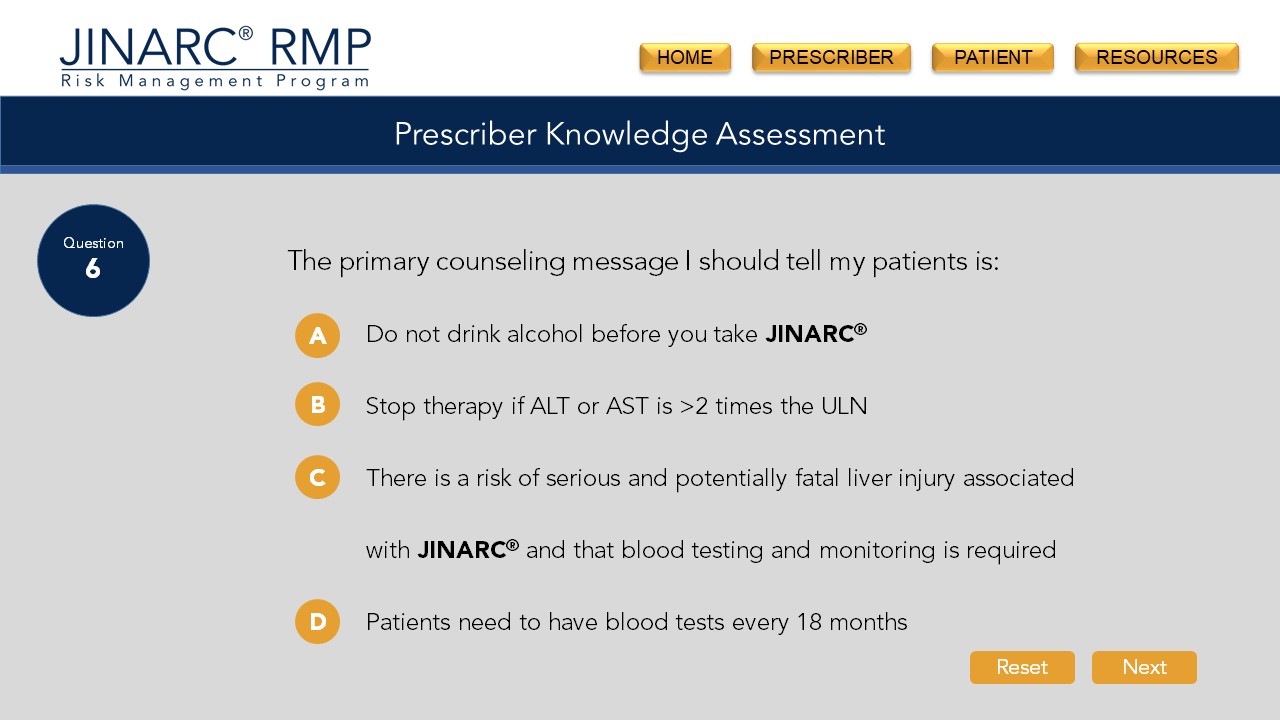 JINARC® RMP
Risk Management Program
HOME
PRESCRIBER
PATIENT
RESOURCES
Prescriber Knowledge Assessment
Question
6
The primary counseling message I should tell my patients is:
A Do not drink alcohol before you take JINARC®
B Stop therapy if ALT or AST is >2 times the ULN
C There is a risk of serious and potentially fatal liver injury associated
with JINARC® and that blood testing and monitoring is required
D Patients need to have blood tests every 18 months
Reset
Next